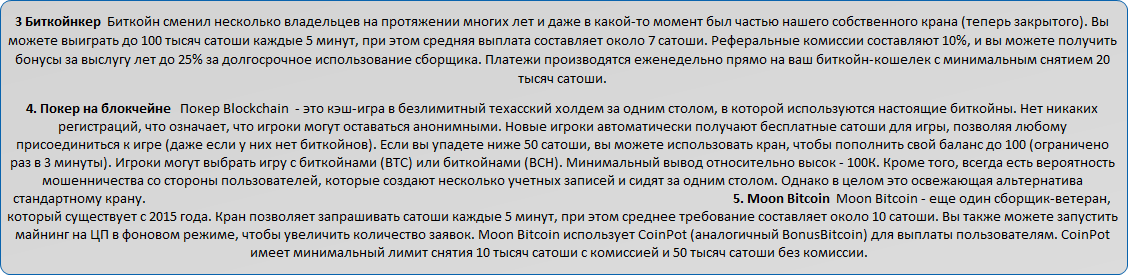 3 Биткойнкер Биткойн сменил несколько владельцев на протяжении многих лет и даже в какой-то момент был частью нашего собственного крана (теперь закрытого). Вы
можете выиграть до 100 тысяч сатоши каждые 5 минут, при этом средняя выплата составляет около 7 сатоши. Реферальные комиссии составляют 10%, и вы можете получить
бонусы за выслугу лет до 25% за долгосрочное использование сборщика. Платежи производятся еженедельно прямо на ваш биткойн-кошелек с минимальным снятием 20
тысяч сатоши.
4. Покер на блокчейне Покер Blockchain - это кэш-игра в безлимитный техасский холдем за одним столом, в которой используются настоящие биткойны. Нет никаких
регистраций, что означает, что игроки могут оставаться анонимными. Новые игроки автоматически получают бесплатные сатоши для игры, позволяя любому
присоединиться к игре (даже если у них нет биткойнов). Если вы упадете ниже 50 сатоши, вы можете использовать кран, чтобы пополнить свой баланс до 100 (ограничено
раз в 3 минуты). Игроки могут выбрать игру с биткойнами (BTC) или биткойнами (BCH). Минимальный вывод относительно высок - 100К. Кроме того, всегда есть вероятность
мошенничества со стороны пользователей, которые создают несколько учетных записей и сидят за одним столом. Однако в целом это освежающая альтернатива
стандартному крану. 5. Moon Bitcoin Moon Bitcoin - еще один сборщик-ветеран,
который существует с 2015 года. Кран позволяет запрашивать сатоши каждые 5 минут, при этом среднее требование составляет около 10 сатоши. Вы также можете запустить
майнинг на ЦП в фоновом режиме, чтобы увеличить количество заявок. Moon Bitcoin использует CoinPot (аналогичный BonusBitcoin) для выплаты пользователям. CoinPot
имеет минимальный лимит снятия 10 тысяч сатоши с комиссией и 50 тысяч сатоши без комиссии.